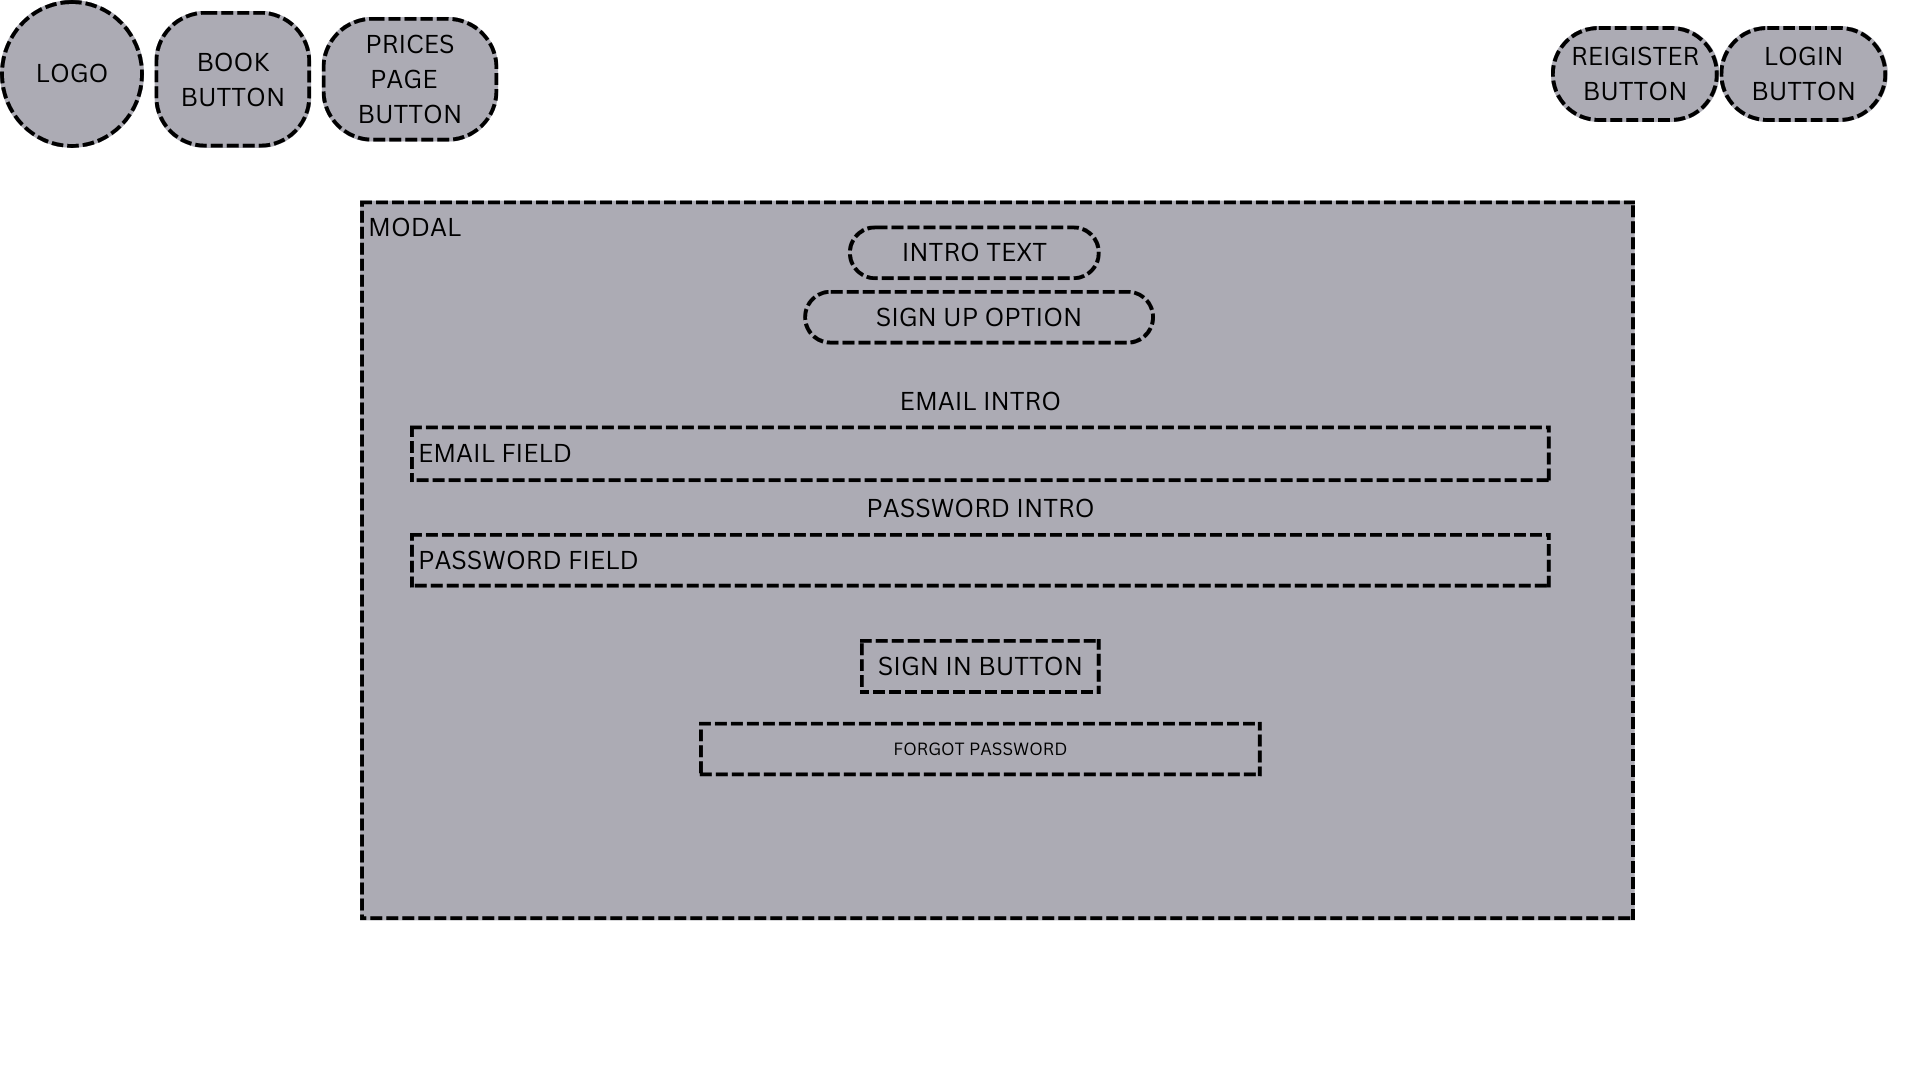 LOGO
BOOK
BUTTON
PRICES
PAGE
BUTTON
REIGISTER
BUTTON
LOGIN
BUTTON
MODAL
INTRO TEXT
SIGN UP OPTION
EMAIL INTRO
EMAIL FIELD
PASSWORD INTRO
PASSWORD FIELD
SIGN IN BUTTON
FORGOT PASSWORD